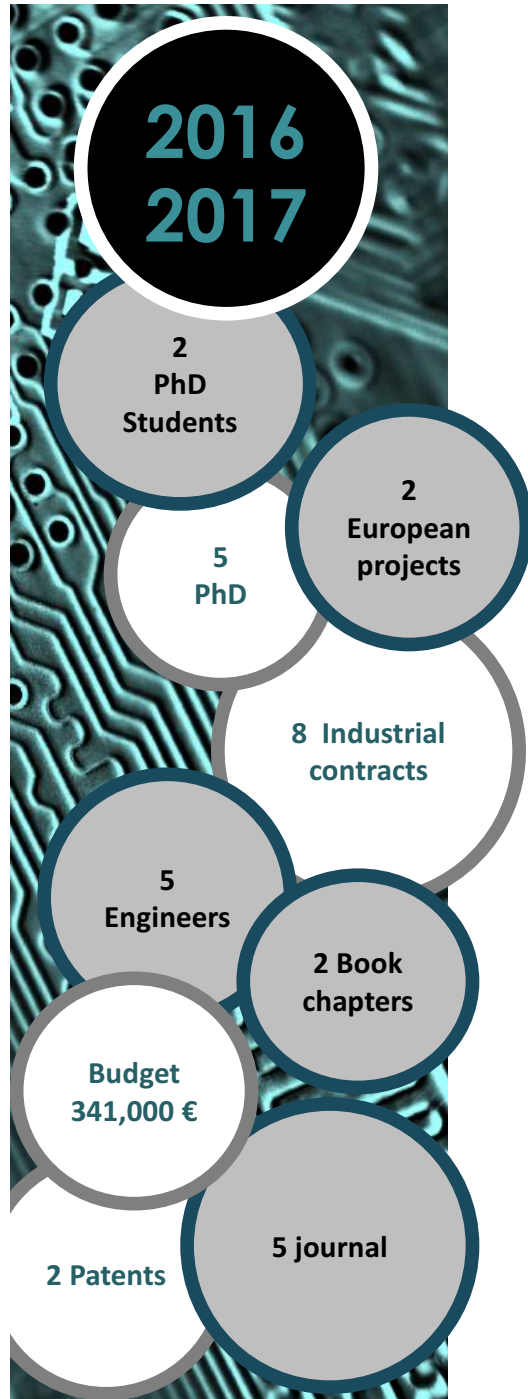 2016
2017
2
PhD
Students
2
European
projects
5
PhD
8 Industrial
contracts
5
Engineers
2 Book
chapters
Budget
341,000 €
5 journal
2 Patents